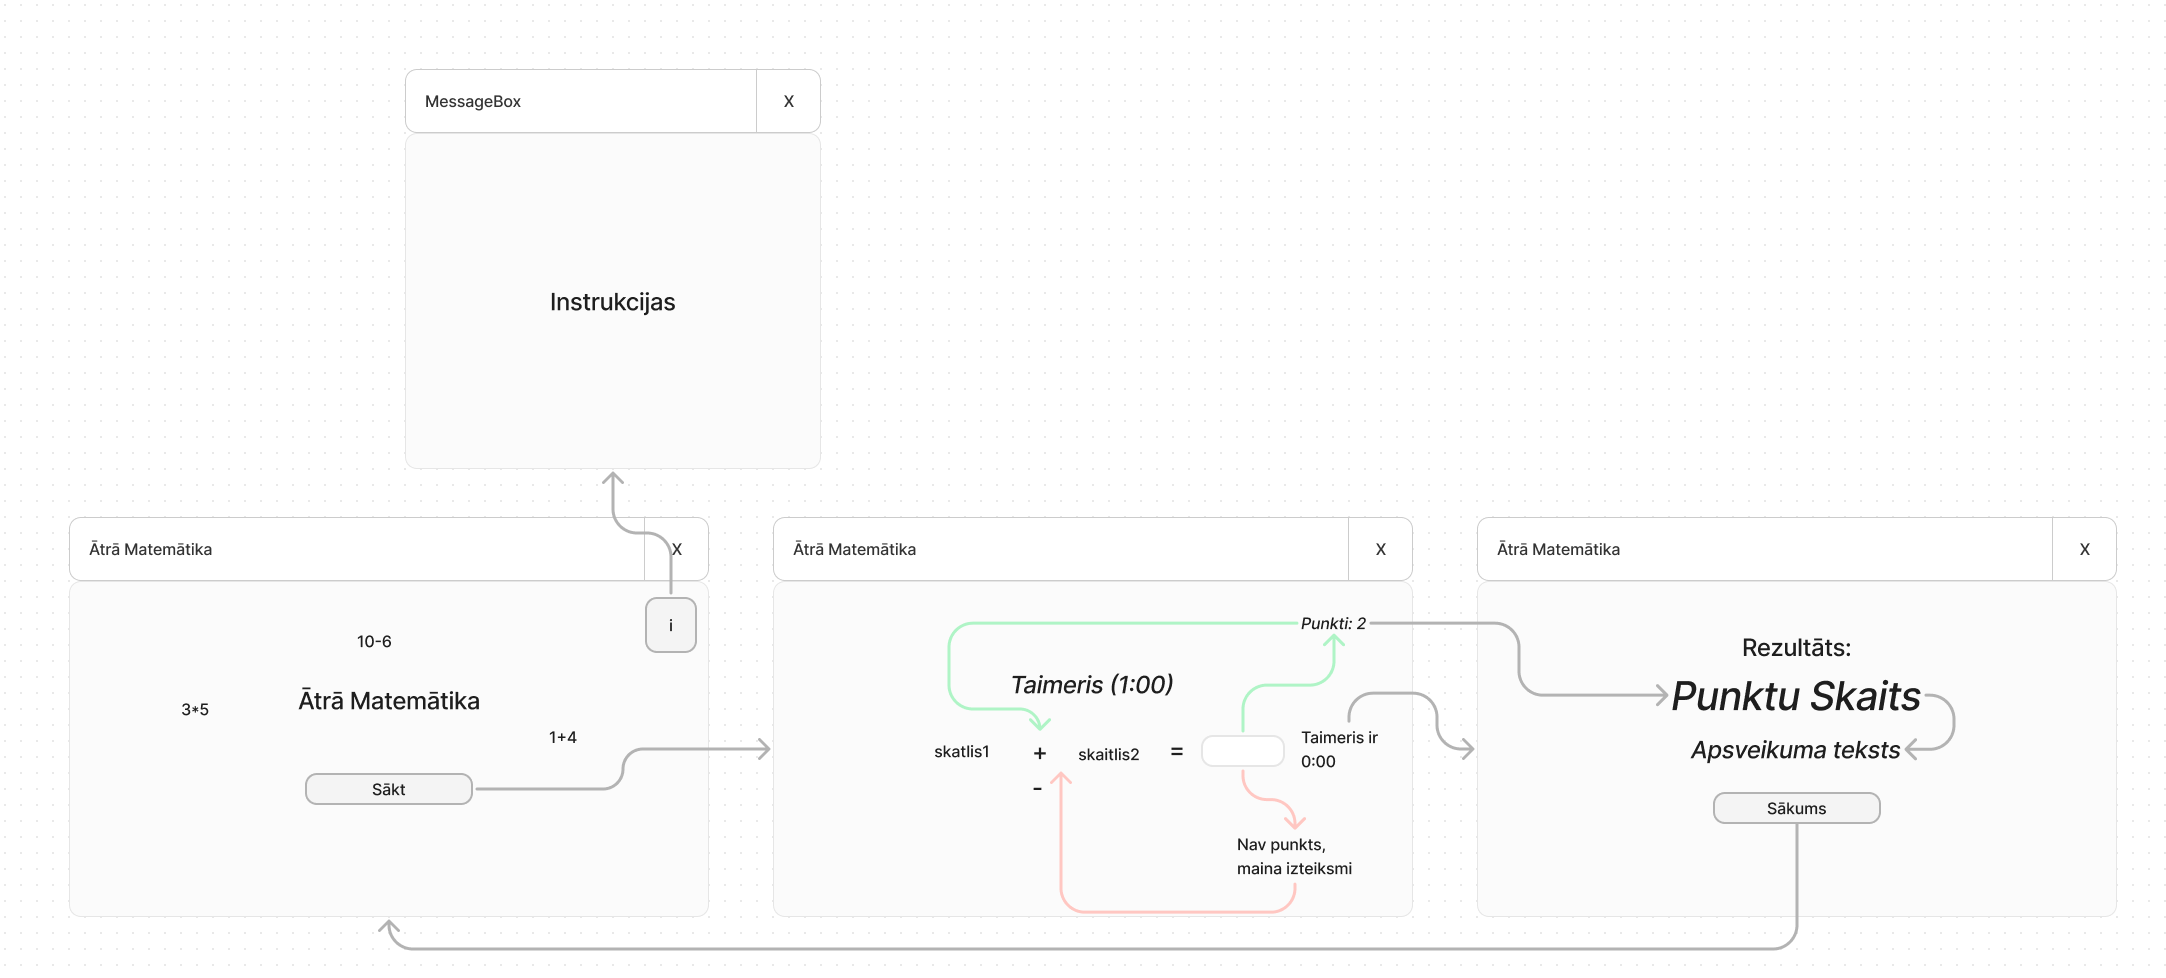 MessageBox
X
Instrukcijas
Ātrā Matemātika
X
i
10-6
Ātrā Matemātika
3*5
1+4
Sākt
Ātrā Matemātika
X
Punkti: 2
Taimeris (1:00)
skatlis1
+
-
skaitlis2
=
Taimeris ir
0:00
Nav punkts,
maina izteiksmi
Ātrā Matemātika
X
Rezultāts:
Punktu Skaits
Apsveikuma teksts
Sākums